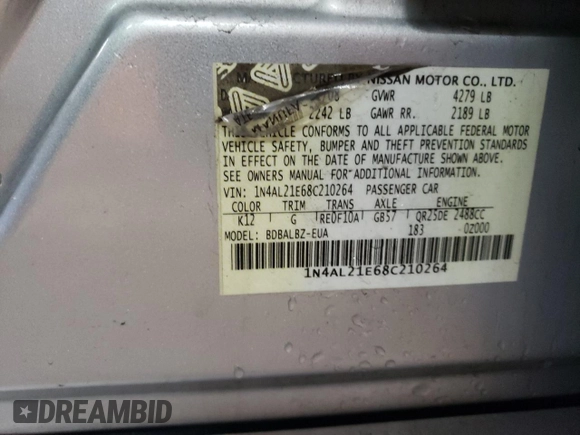 M NISSAN MOTOR CO., LTD.
GVWR 4279 LB
2242 LB GAWR RR. 2189 LB
THIS VEHICLE CONFORMS TO ALL APPLICABLE FEDERAL MOTOR
VEHICLE SAFETY, BUMPER AND THEFT PREVENTION STANDARDS
IN EFFECT ON THE DATE OF MANUFACTURE SHOWN ABOVE.
SEE OWNERS MANUAL FOR ADDITIONAL INFORMATION.
VIN: 1N4AL21E68C210264 PASSENGER CAR
COLOR TRIM TRANS AXLE ENGINE
K12 G RE0F10A GB57 QR25DE 2488CC
MODEL: BDBALBZ-EUA 183 0Z000
1N4AL21E68C210264
DREAMBID